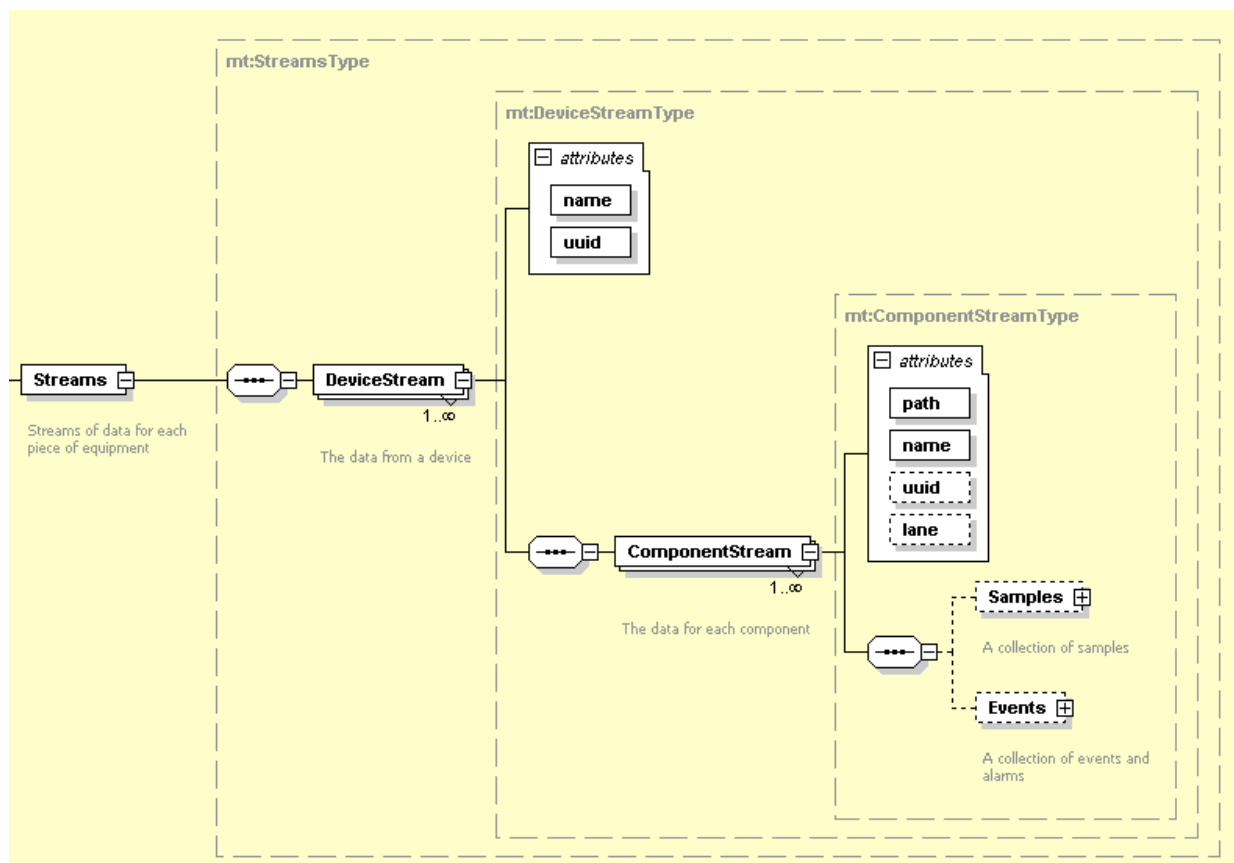 mt:StreamsType
mt:DeviceStreamType
attributes
name
uuid
mt:ComponentStreamType
attributes
path
name
uuid
lane
Streams
DeviceStream
1..∞
Streams of data for each
piece of equipment
The data from a device
ComponentStream
1..∞
The data for each component
Samples
A collection of samples
Events
A collection of events and
alarms